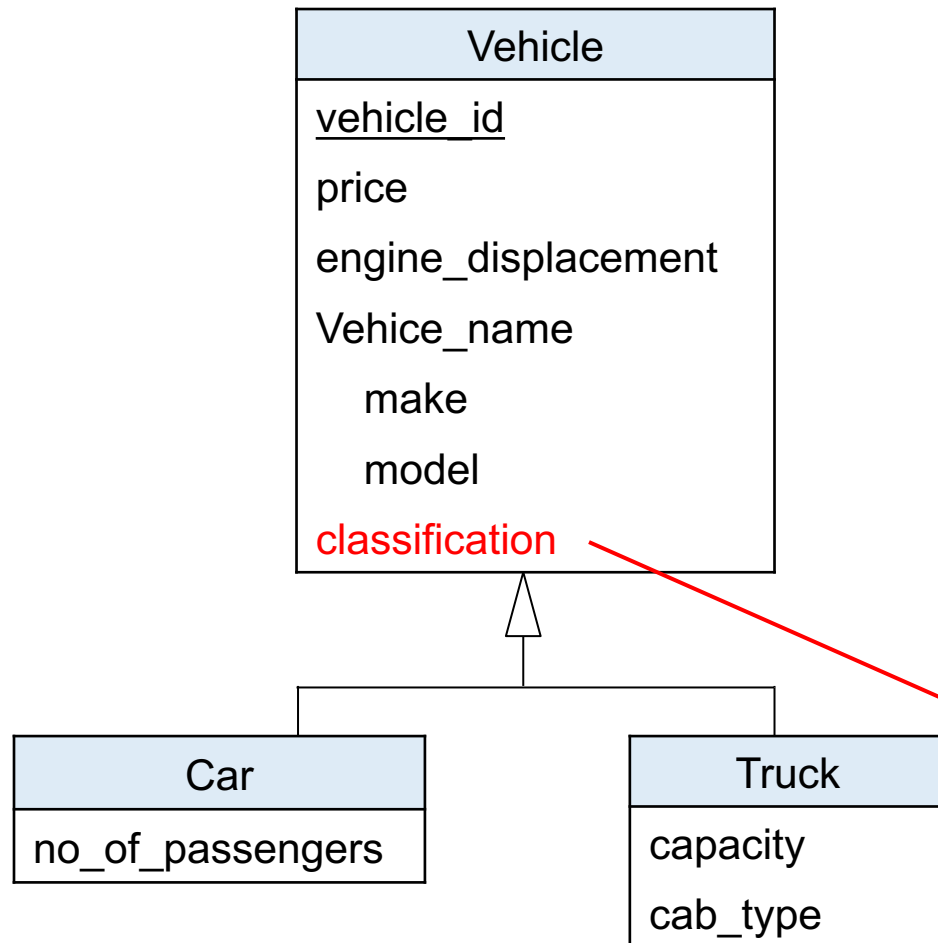 Vehicle
vehicle_id
price
engine_displacement
Vehice_name
make
model
classification
Car
no_of_passengers
Truck
capacity
cab_type